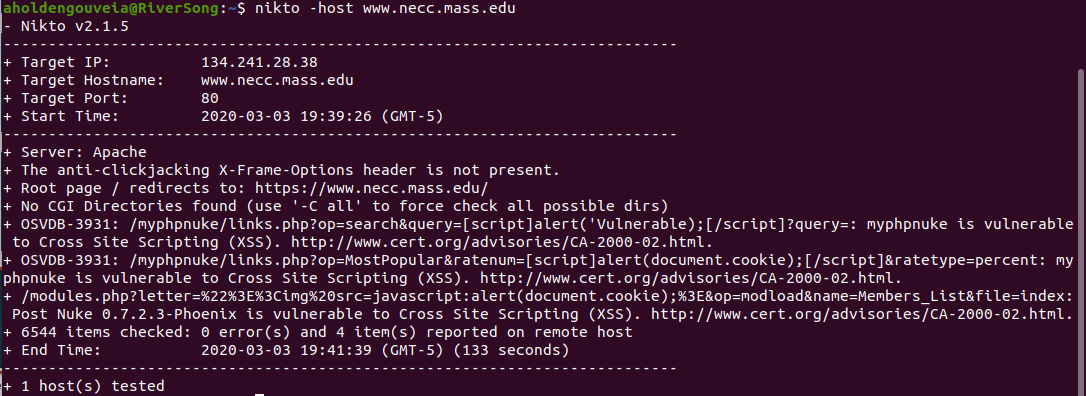 aholdengouveia@RiverSong:~$ nikto -host www.necc.mass.edu
- Nikto v2.1.5
---------------------------------------------------------------------------
+ Target IP:          134.241.28.38
+ Target Hostname:    www.necc.mass.edu
+ Target Port:        80
+ Start Time:         2020-03-03 19:39:26 (GMT-5)
---------------------------------------------------------------------------
+ Server: Apache
+ The anti-clickjacking X-Frame-Options header is not present.
+ Root page / redirects to: https://www.necc.mass.edu/
+ No CGI Directories found (use '-C all' to force check all possible dirs)
+ OSVDB-3931: /myphpnuke/links.php?op=search&query=[script]alert('Vulnerable);[/script]?query=: myphpnuke is vulnerable
 to Cross Site Scripting (XSS). http://www.cert.org/advisories/CA-2000-02.html.
+ OSVDB-3931: /myphpnuke/links.php?op=MostPopular&ratenum=[script]alert(document.cookie);[/script]&ratetype=percent: my
phpnuke is vulnerable to Cross Site Scripting (XSS). http://www.cert.org/advisories/CA-2000-02.html.
+ /modules.php?letter=%22%3E%3Cimg%20src=javascript:alert(document.cookie);%3E&op=modload&name=Members_List&file=index:
 Post Nuke 0.7.2.3-Phoenix is vulnerable to Cross Site Scripting (XSS). http://www.cert.org/advisories/CA-2000-02.html.
+ 6544 items checked: 0 error(s) and 4 item(s) reported on remote host
+ End Time:           2020-03-03 19:41:39 (GMT-5) (133 seconds)
---------------------------------------------------------------------------
+ 1 host(s) tested